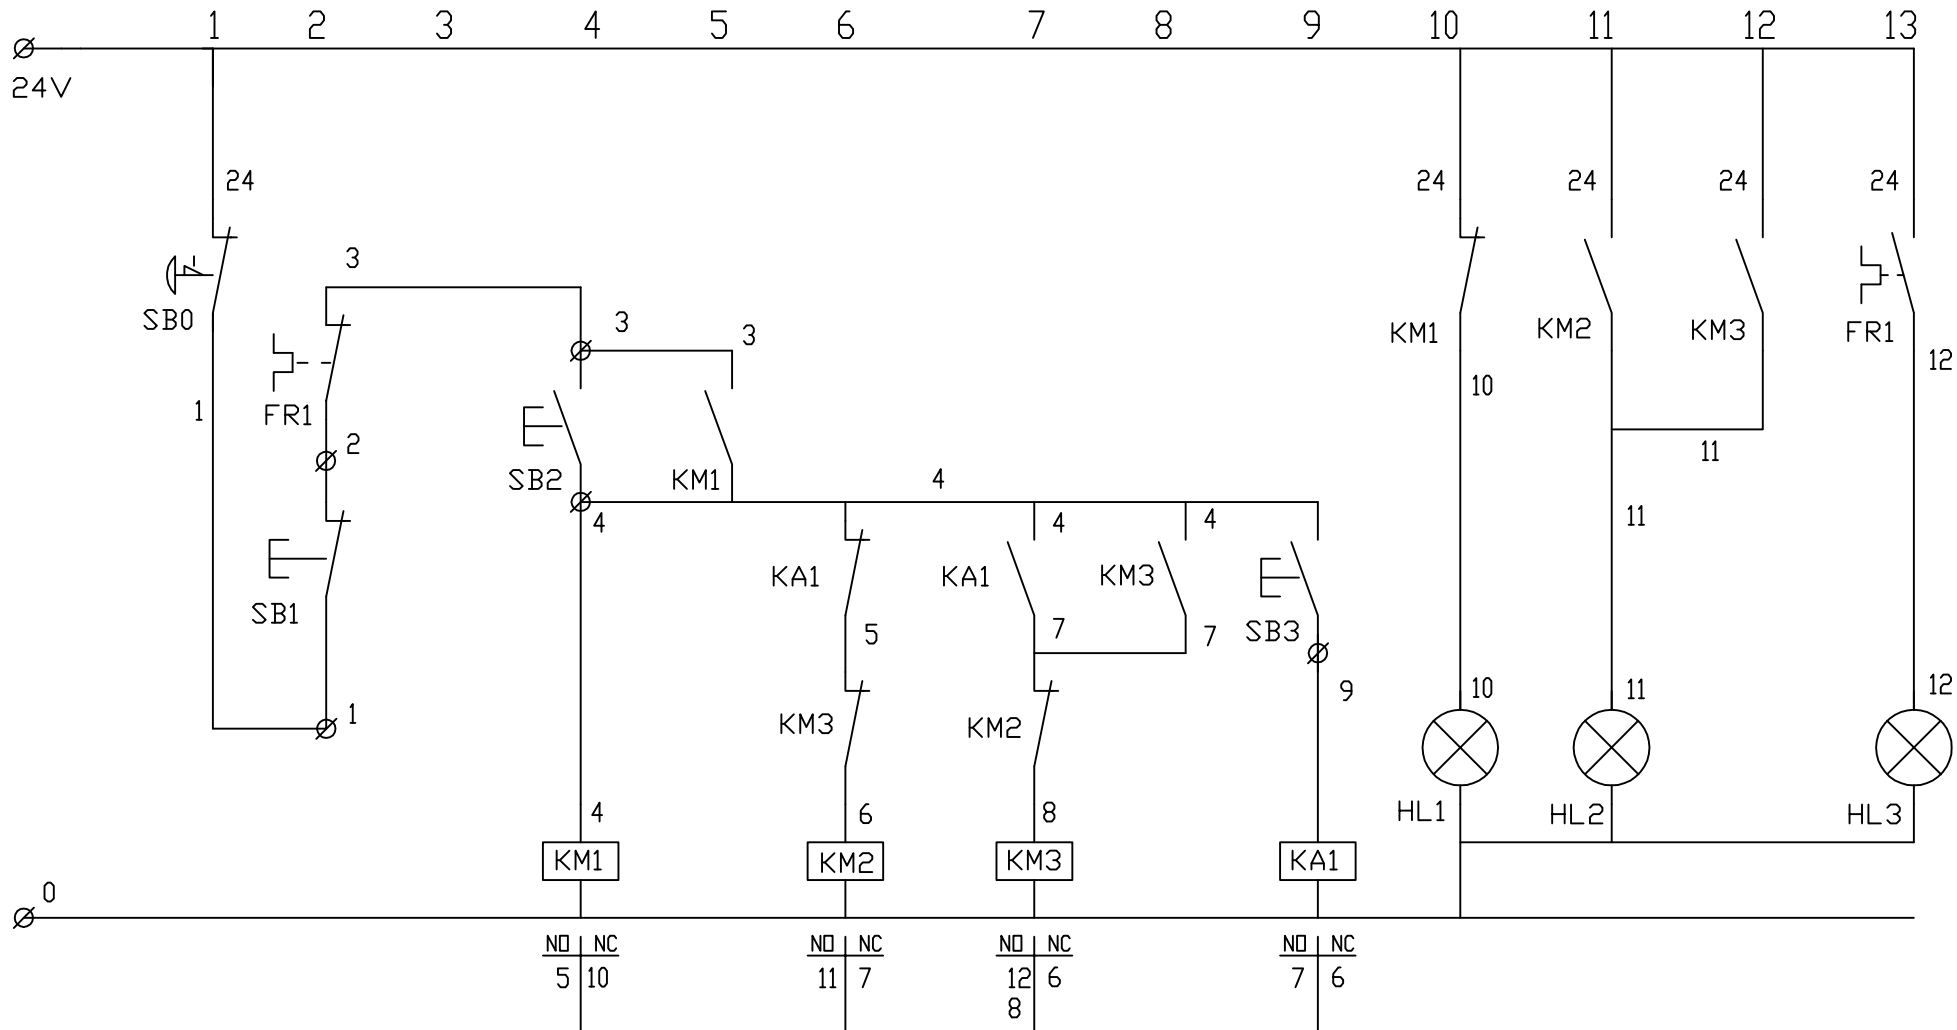 1 2 3 4 5 6 7 8 9 10 11 12 13
24V
24 24 24 24 24
3
SB0
3 3
KM1 KM2 KM3 FR1
12
10
1 FR1
2
11
SB2 KM1 4
4 4 4 11
KA1 KA1 KM3
SB1 5 7 7 SB3
9 10 11 12
1 KM3 KM2
4 6 8 HL1 HL2 HL3
KM1 KM2 KM3 KA1
0
NO NC NO NC NO NC NO NC
5 10 11 7 12 6 7 6
8